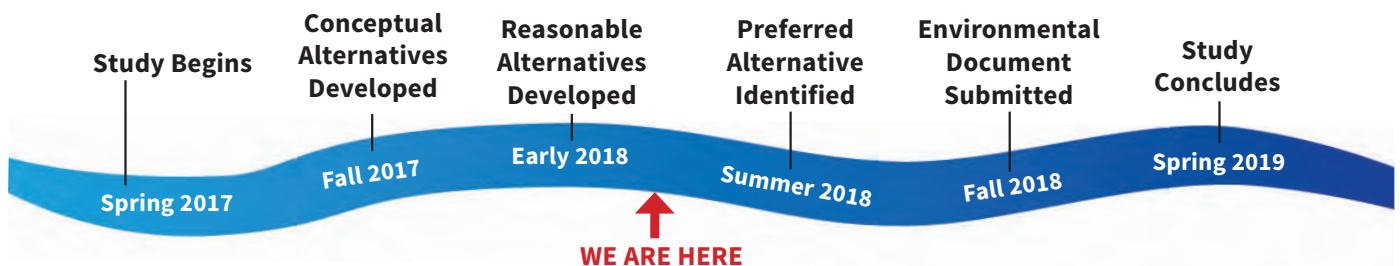 Study Begins
Spring 2017
Conceptual
Alternatives
Developed
Fall 2017
Reasonable
Alternatives
Developed
Early 2018
WE ARE HERE
Preferred
Alternative
Identified
Summer 2018
Environmental
Document
Submitted
Fall 2018
Study
Concludes
Spring 2019